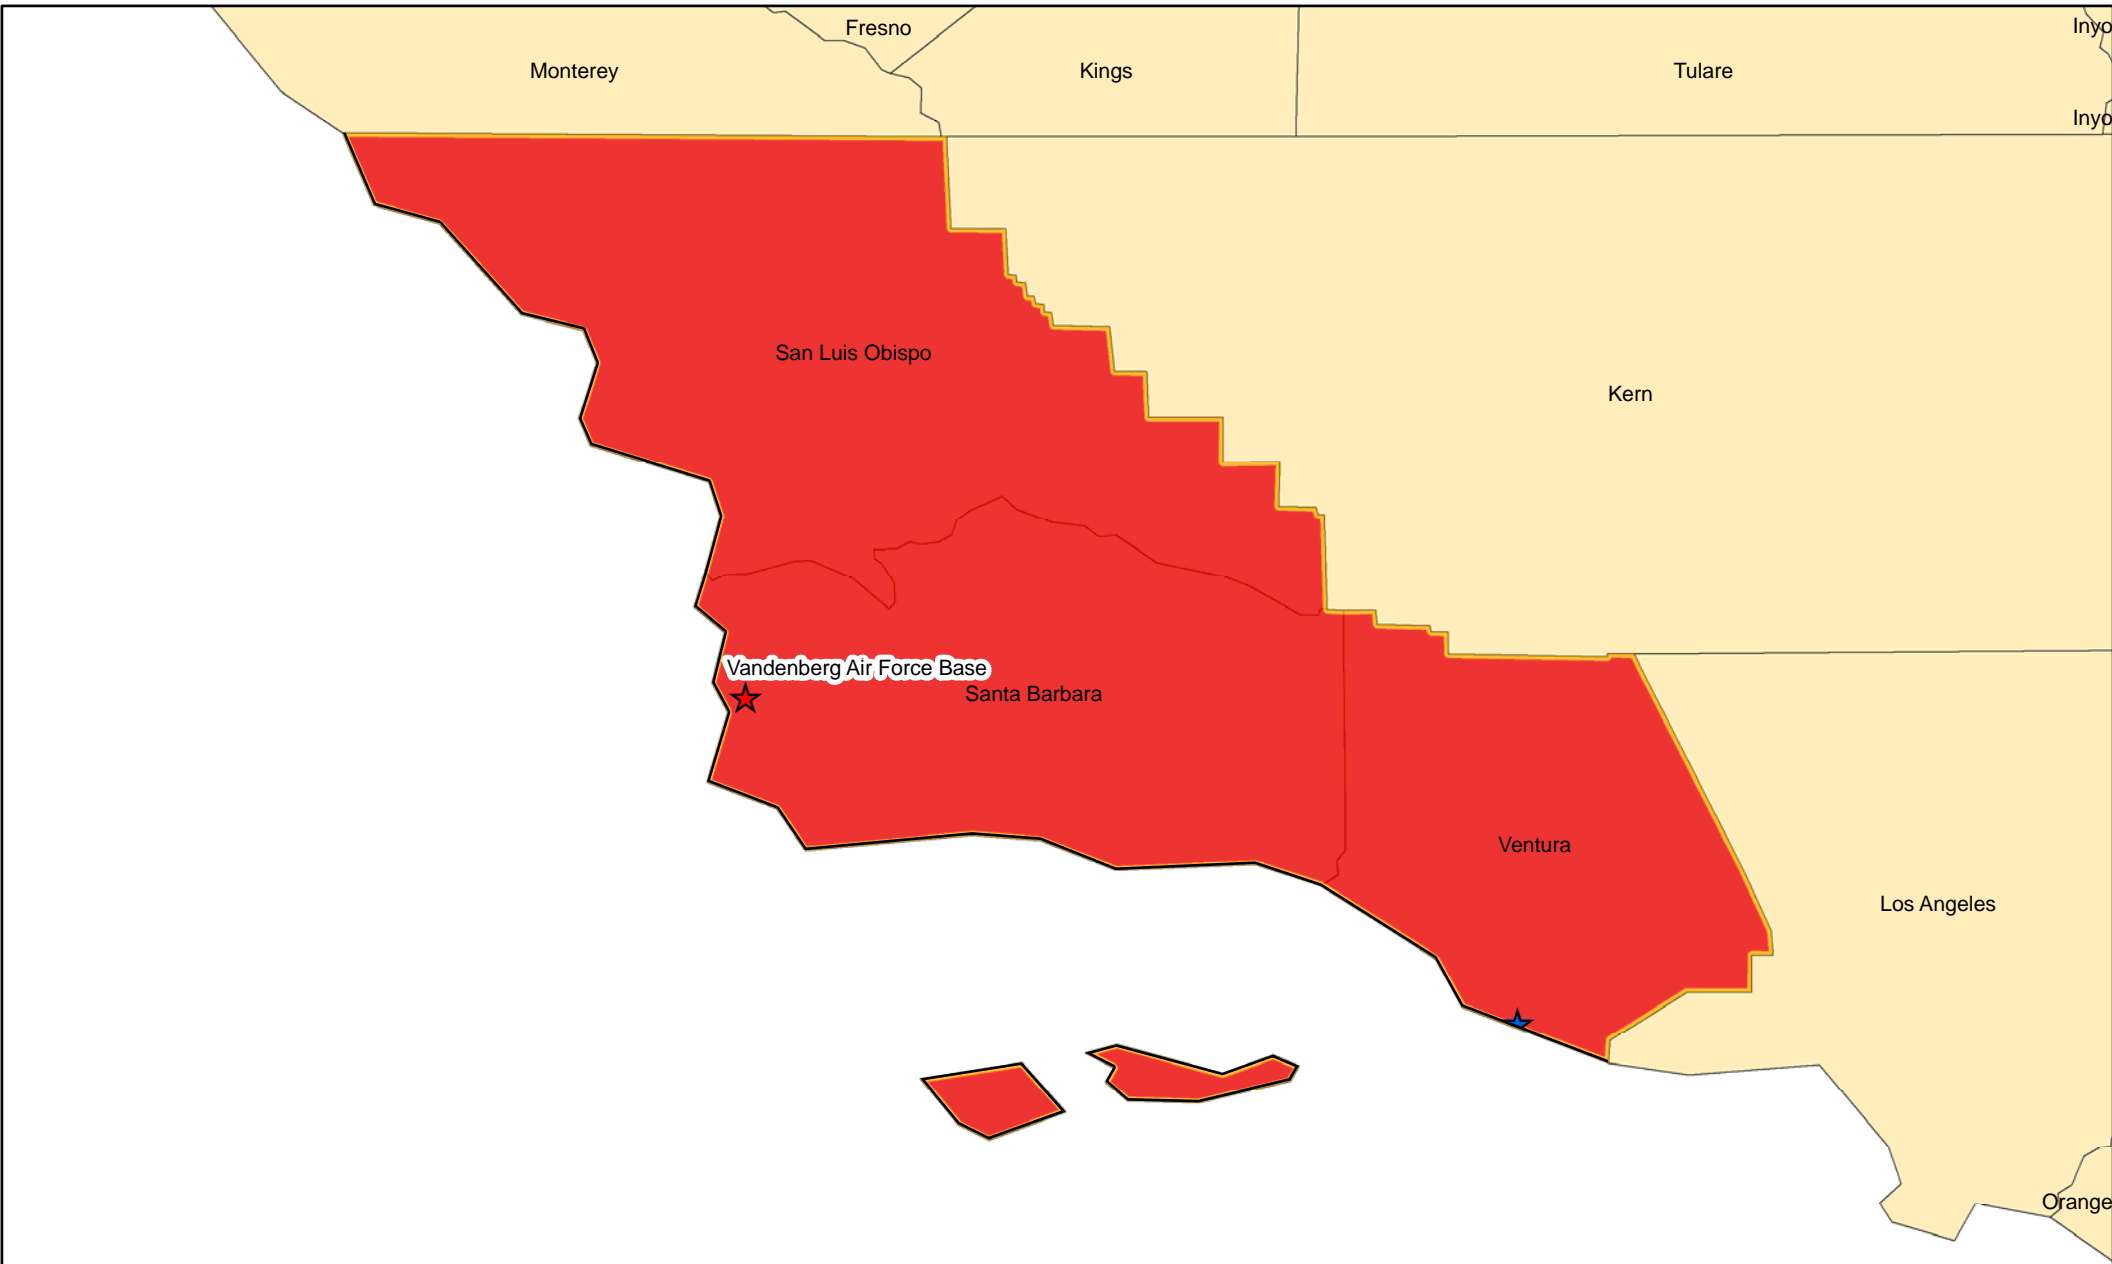 Fresno
Inyo
Monterey
Kings
Tulare
Inyo
San Luis Obispo
Kern
Vandenberg Air Force Base
Santa Barbara
Ventura
Los Angeles
Orange